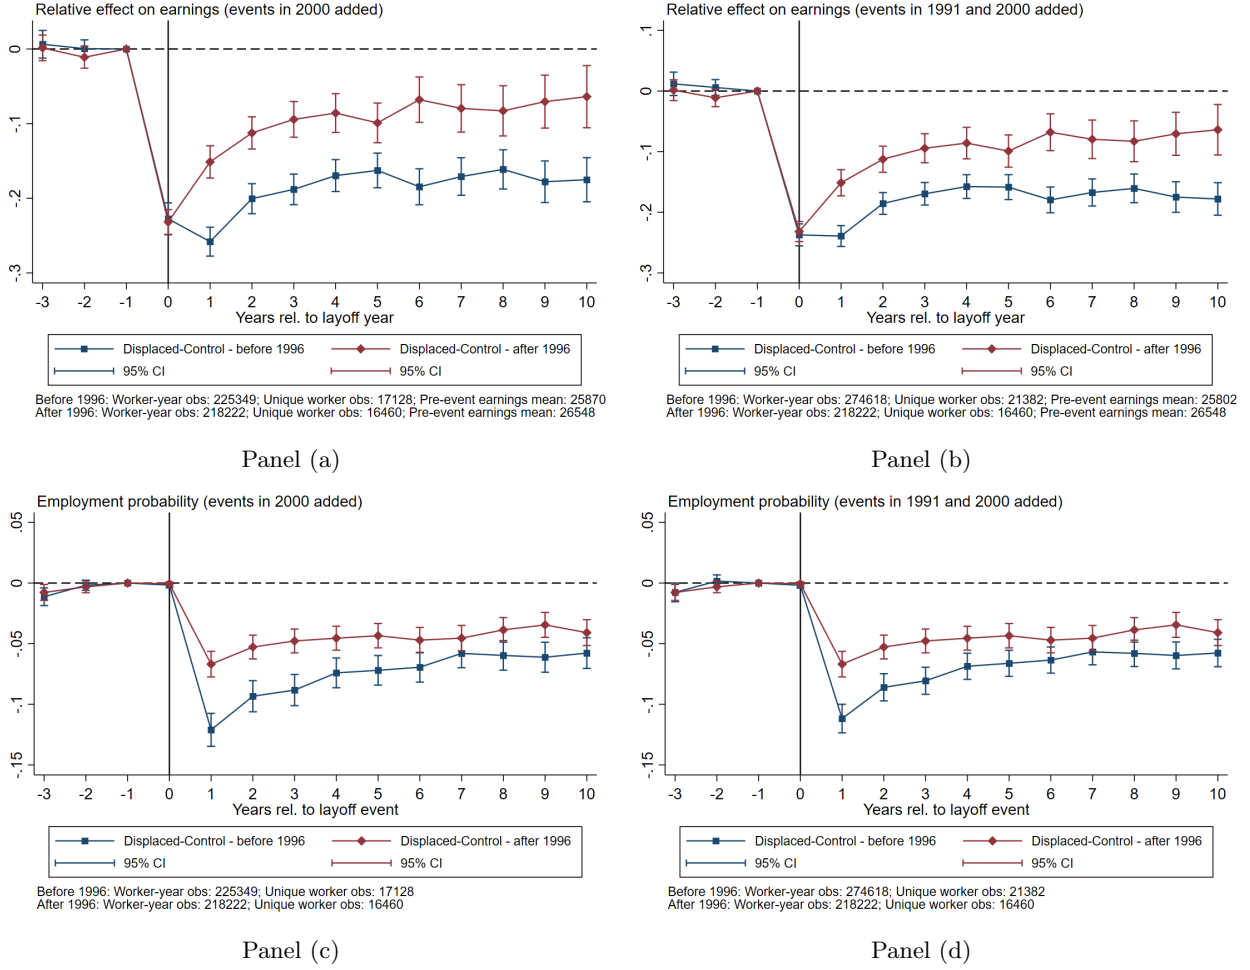 Relative effect on earnings (events in 2000 added)
0
-.1
-.2
-.3
-3 -2 -1 0 1 2 3 4 5 6 7 8 9 10
Years rel. to layoff year
Displaced-Control - before 1996 Displaced-Control - after 1996
95% CI 95% CI
Before 1996: Worker-year obs: 225349; Unique worker obs: 17128; Pre-event earnings mean: 25870
After 1996: Worker-year obs: 218222; Unique worker obs: 16460; Pre-event earnings mean: 26548
Panel (a)
Relative effect on earnings (events in 1991 and 2000 added)
.1
0
-.1
-.2
-.3
-3 -2 -1 0 1 2 3 4 5 6 7 8 9 10
Years rel. to layoff year
Displaced-Control - before 1996 Displaced-Control - after 1996
95% CI 95% CI
Before 1996: Worker-year obs: 274618; Unique worker obs: 21382; Pre-event earnings mean: 25802
After 1996: Worker-year obs: 218222; Unique worker obs: 16460; Pre-event earnings mean: 26548
Panel (b)
Employment probability (events in 2000 added)
.05
0
-.05
-.1
-.15
-3 -2 -1 0 1 2 3 4 5 6 7 8 9 10
Years rel. to layoff event
Displaced-Control - before 1996 Displaced-Control - after 1996
95% CI 95% CI
Before 1996: Worker-year obs: 225349; Unique worker obs: 17128
After 1996: Worker-year obs: 218222; Unique worker obs: 16460
Panel (c)
Employment probability (events in 1991 and 2000 added)
.05
0
-.05
-.1
-.15
-3 -2 -1 0 1 2 3 4 5 6 7 8 9 10
Years rel. to layoff event
Displaced-Control - before 1996 Displaced-Control - after 1996
95% CI 95% CI
Before 1996: Worker-year obs: 274618; Unique worker obs: 21382
After 1996: Worker-year obs: 218222; Unique worker obs: 16460
Panel (d)